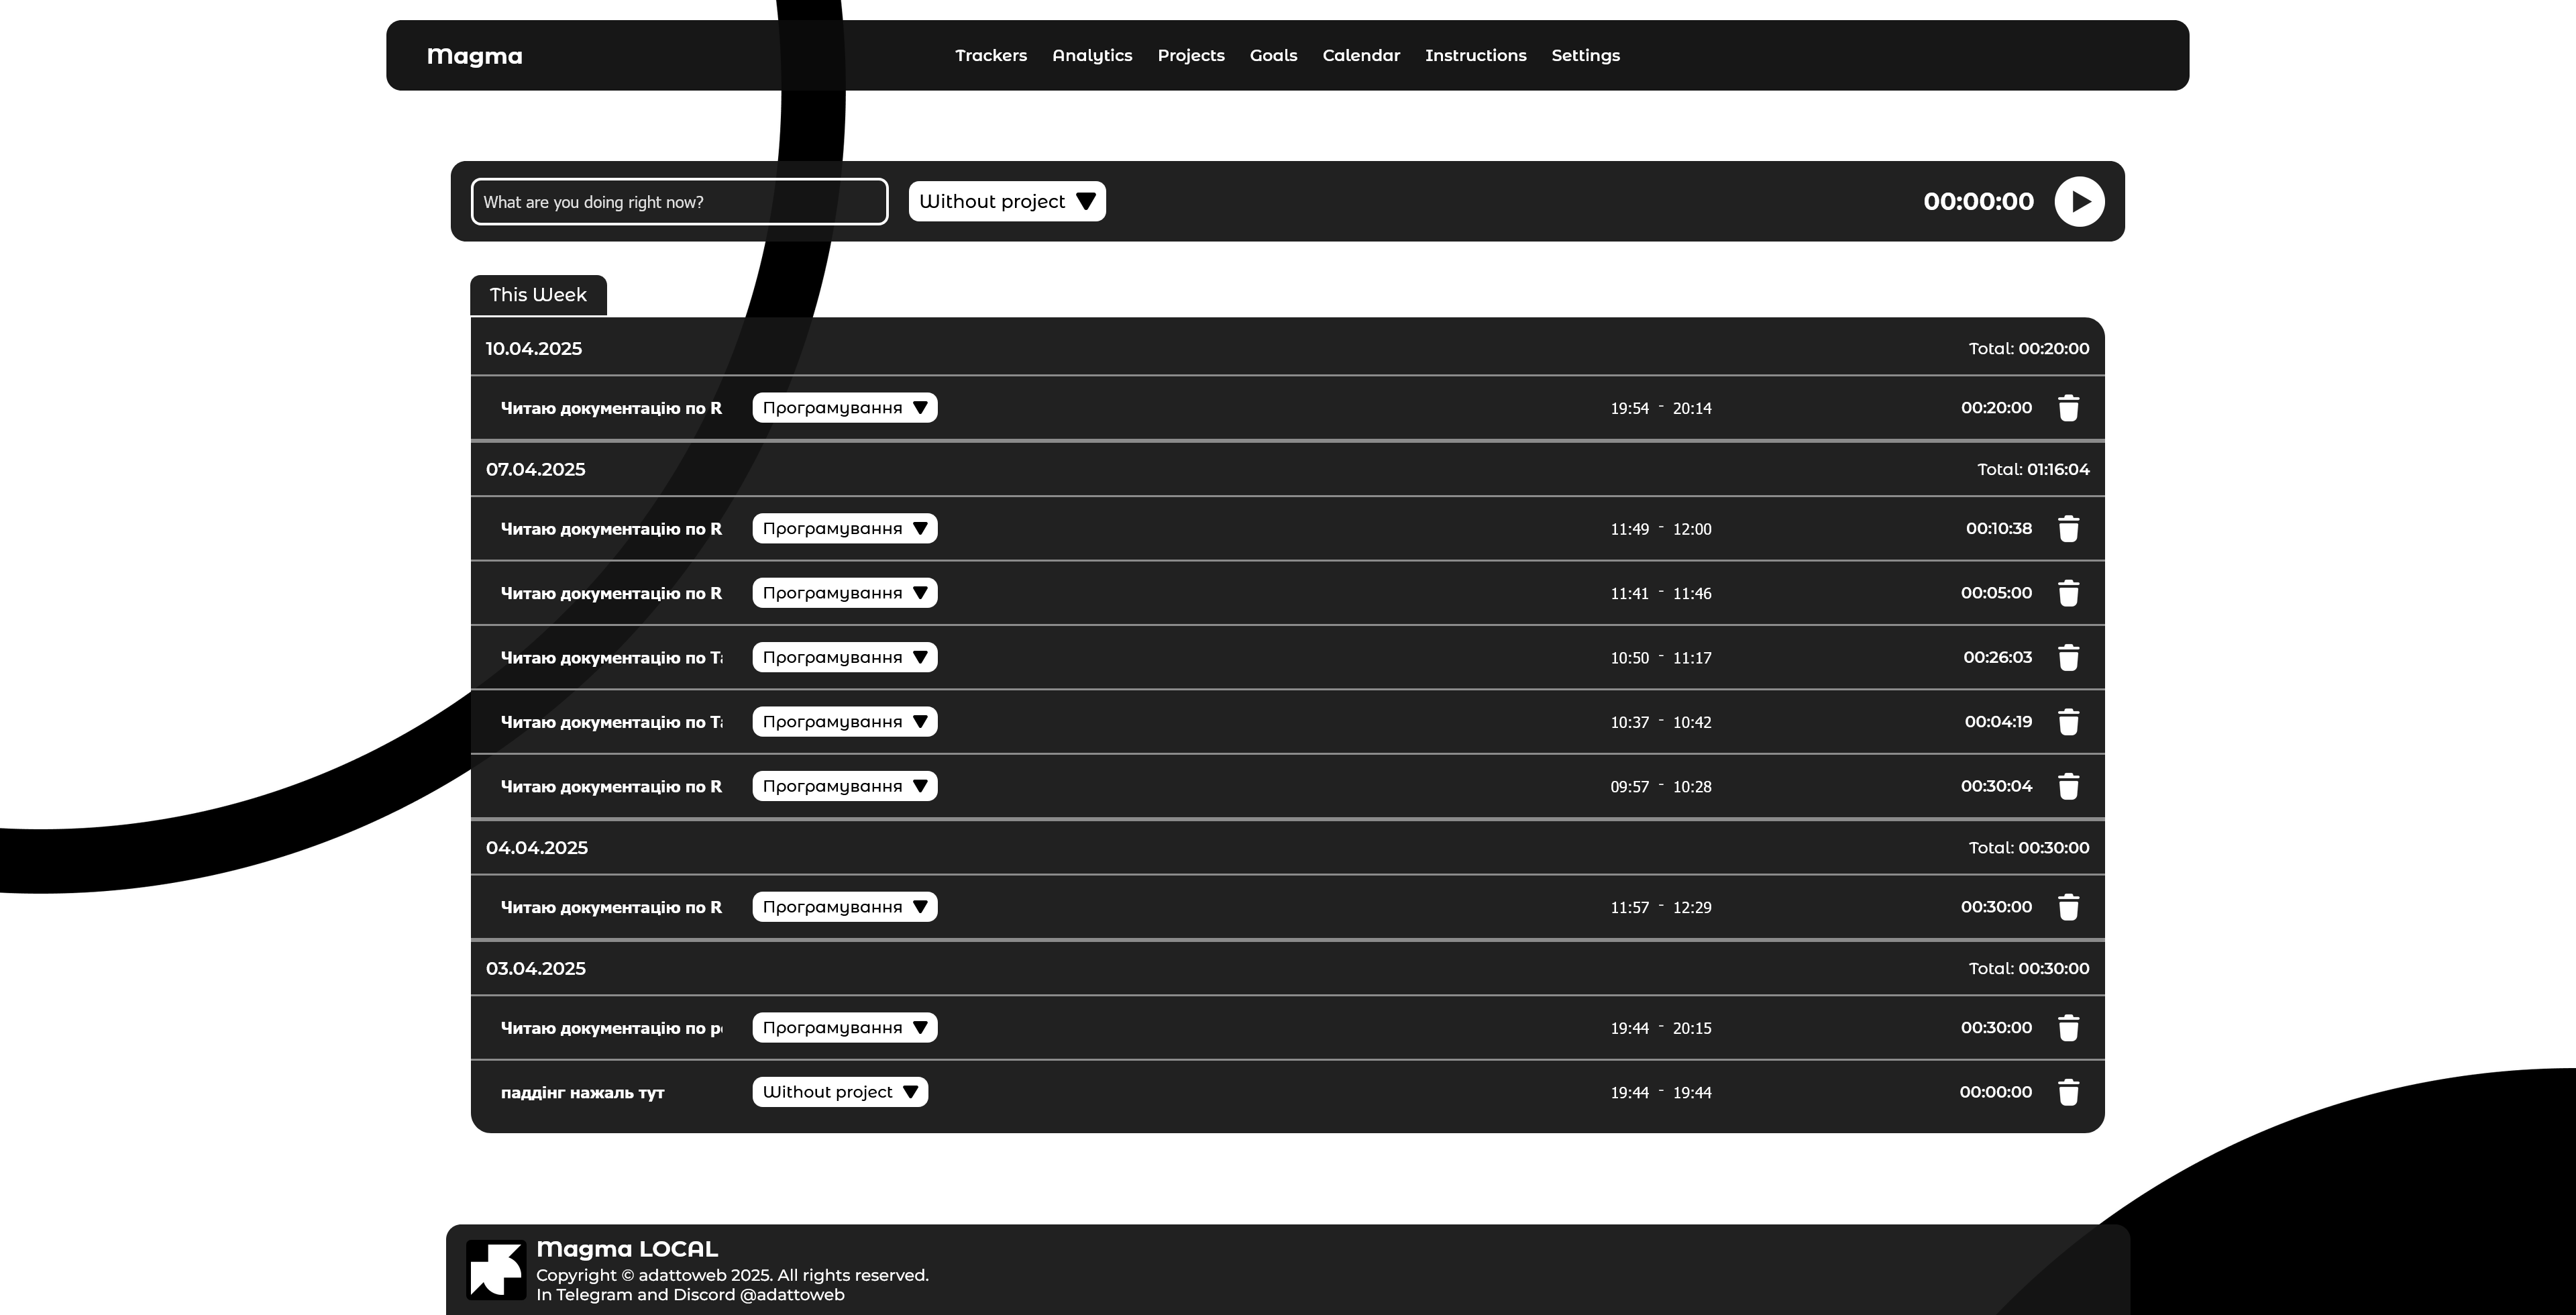 Magma Trackers Analytics Projects Goals Calendar Instructions Settings
What are you doing right now? Without project 00:00:00
This Week
10.04.2025 Total: 00:20:00
Читаю документацію по R Програмування 19:54 - 20:14 00:20:00
07.04.2025 Total: 01:16:04
Читаю документацію по R Програмування 11:49 - 12:00 00:10:38
Читаю документацію по R Програмування 11:41 - 11:46 00:05:00
Читаю документацію по Ta Програмування 10:50 - 11:17 00:26:03
Читаю документацію по Ta Програмування 10:37 - 10:42 00:04:19
Читаю документацію по R Програмування 09:57 - 10:28 00:30:04
04.04.2025 Total: 00:30:00
Читаю документацію по R Програмування 11:57 - 12:29 00:30:00
03.04.2025 Total: 00:30:00
Читаю документацію по Програмування 19:44 - 20:15 00:30:00
паддінг нажаль тут Without project 19:44 - 19:44 00:00:00
Magma LOCAL
Copyright © adattoweb 2025. All rights reserved.
In Telegram and Discord @adattoweb